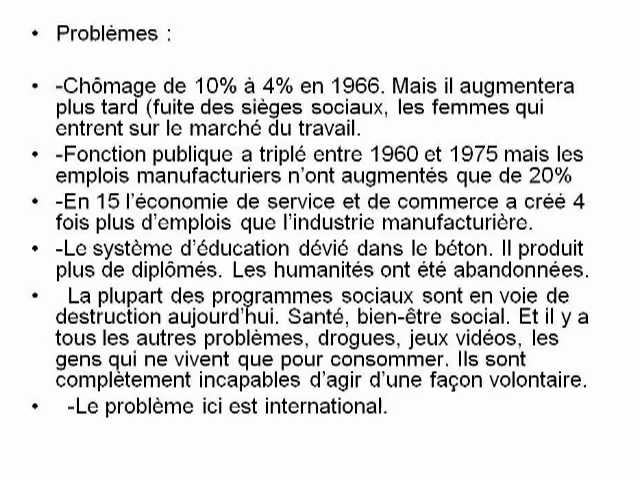 • Problèmes :
• -Chômage de 10% à 4% en 1966. Mais il augmentera
plus tard (fuite des sièges sociaux, les femmes qui
entrent sur le marché du travail.
• -Fonction publique a triplé entre 1960 et 1975 mais les
emplois manufacturiers n'ont augmentés que de 20%
• -En 15 l'économie de service et de commerce a créé 4
fois plus d'emplois que l'industrie manufacturière.
• -Le système d'éducation dévié dans le béton. Il produit
plus de diplômés. Les humanités ont été abandonnées.
• La plupart des programmes sociaux sont en voie de
destruction aujourd'hui. Santé, bien-être social. Et il y a
tous les autres problèmes, drogues, jeux vidéos, les
gens qui ne vivent que pour consommer. Ils sont
complètement incapables d'agir d'une façon volontaire.
• -Le problème ici est international.